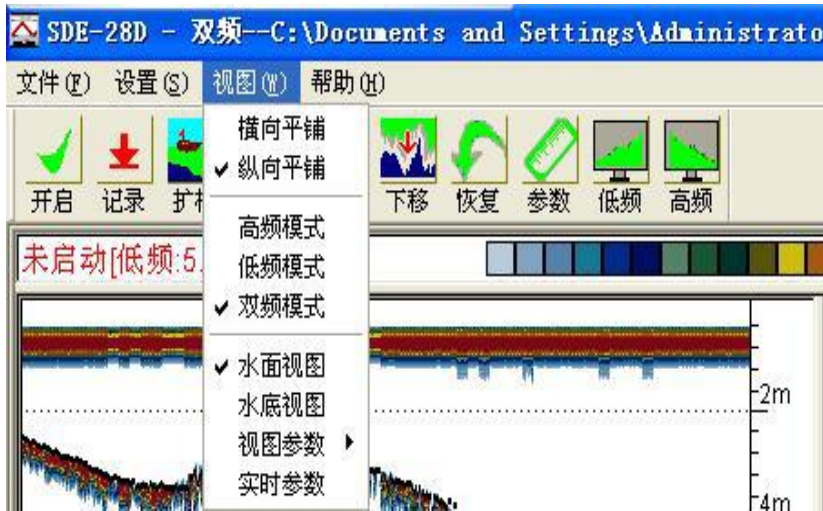 SDE-28D - 双频--C:\Documents and Settings\Administrato
文件(F) 设置(S) 视图(W) 帮助(H)
横向平铺
纵向平铺
高频模式
低频模式
双频模式
水面视图
水底视图
视图参数
实时参数
开启 记录 下移 恢复 参数 低频 高频
未启动[低频:5.
2m
4m